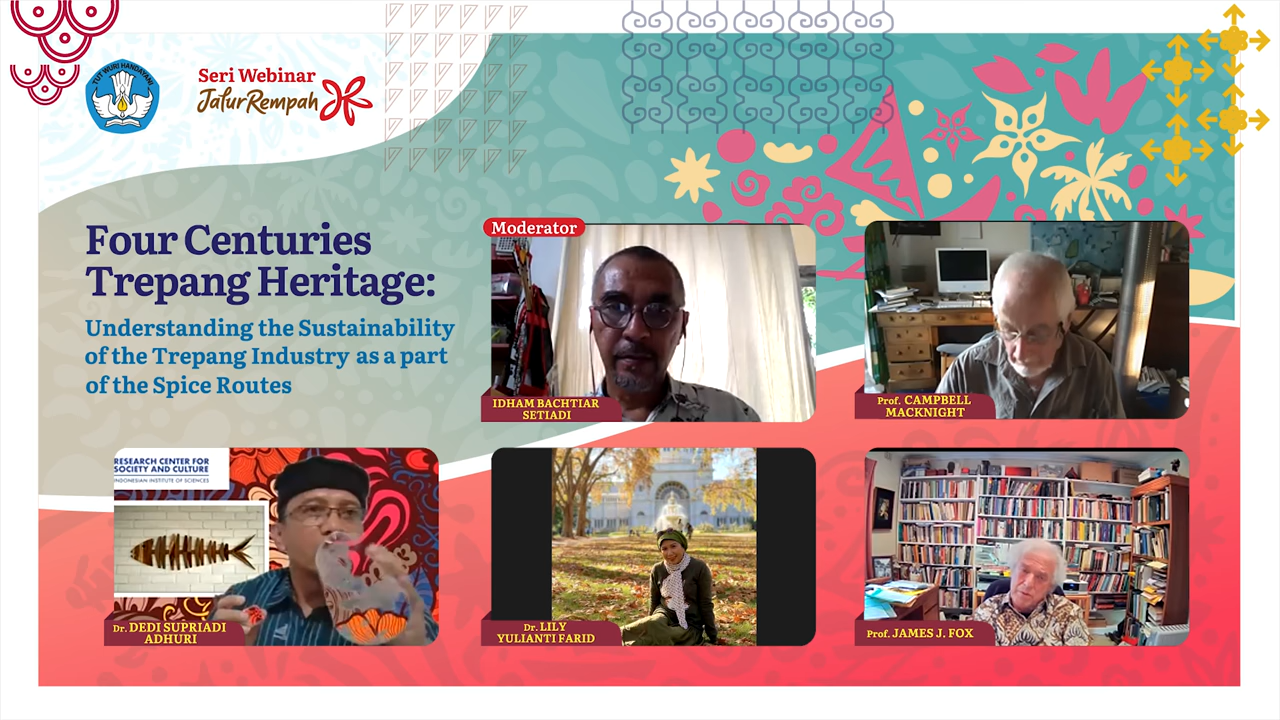 TUT WURI HANDAYANI
Seri Webinar
Jalur Rempah
Four Centuries
Trepang Heritage:
Understanding the Sustainability
of the Trepang Industry as a part
of the Spice Routes
Moderator
IDHAM BACHTIAR
SETIADI
Prof. CAMPBELL
MACKNIGHT
RESEARCH CENTER FOR
SOCIETY AND CULTURE
INDONESIAN INSTITUTE OF SCIENCES
Dr. DEDI SUPRIADI
ADHURI
Dr. LILY
YULIANTI FARID
Prof. JAMES J. FOX